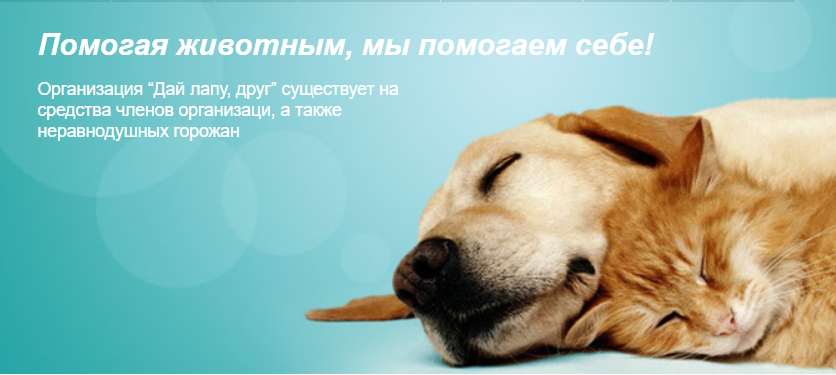 Помогая животным, мы помогаем себе!
Организация “Дай лапу, друг” существует на
средства членов организаци, а также
неравнодушных горожан